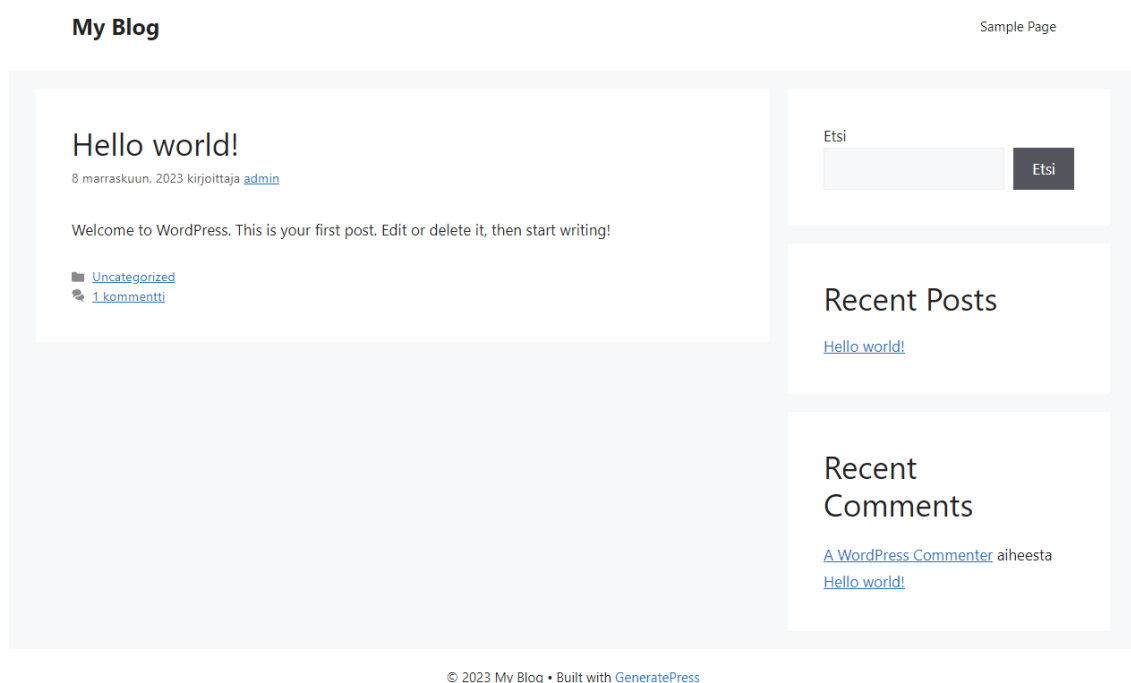 My Blog
Sample Page
Hello world!
8 marraskuun, 2023 kirjoittaja admin
Welcome to WordPress. This is your first post. Edit or delete it, then start writing!
Uncategorized
1 kommentti
Etsi
Etsi
Recent Posts
Hello world!
Recent
Comments
A WordPress Commenter aiheesta
Hello world!
© 2023 My Blog • Built with GeneratePress